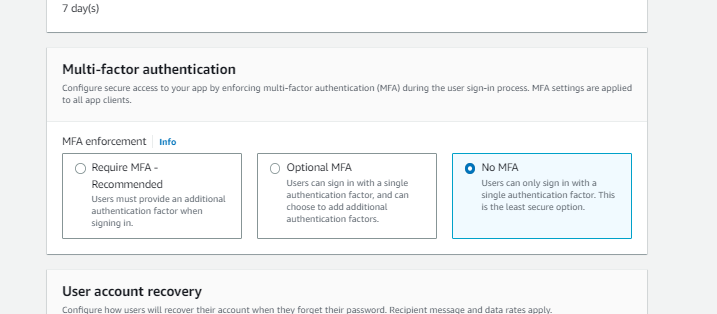 7 day(s)
Multi-factor authentication
Configure secure access to your app by enforcing multi-factor authentication (MFA) during the user sign-in process. MFA settings are applied
to all app clients.
MFA enforcement Info
Require MFA -
Recommended
Users must provide an additional
authentication factor when
signing in.
Optional MFA
Users can sign in with a single
authentication factor, and can
choose to add additional
authentication factors.
No MFA
Users can only sign in with a
single authentication factor. This
is the least secure option.
User account recovery
Configure how users will recover their account when they forget their password. Recipient message and data rates apply.